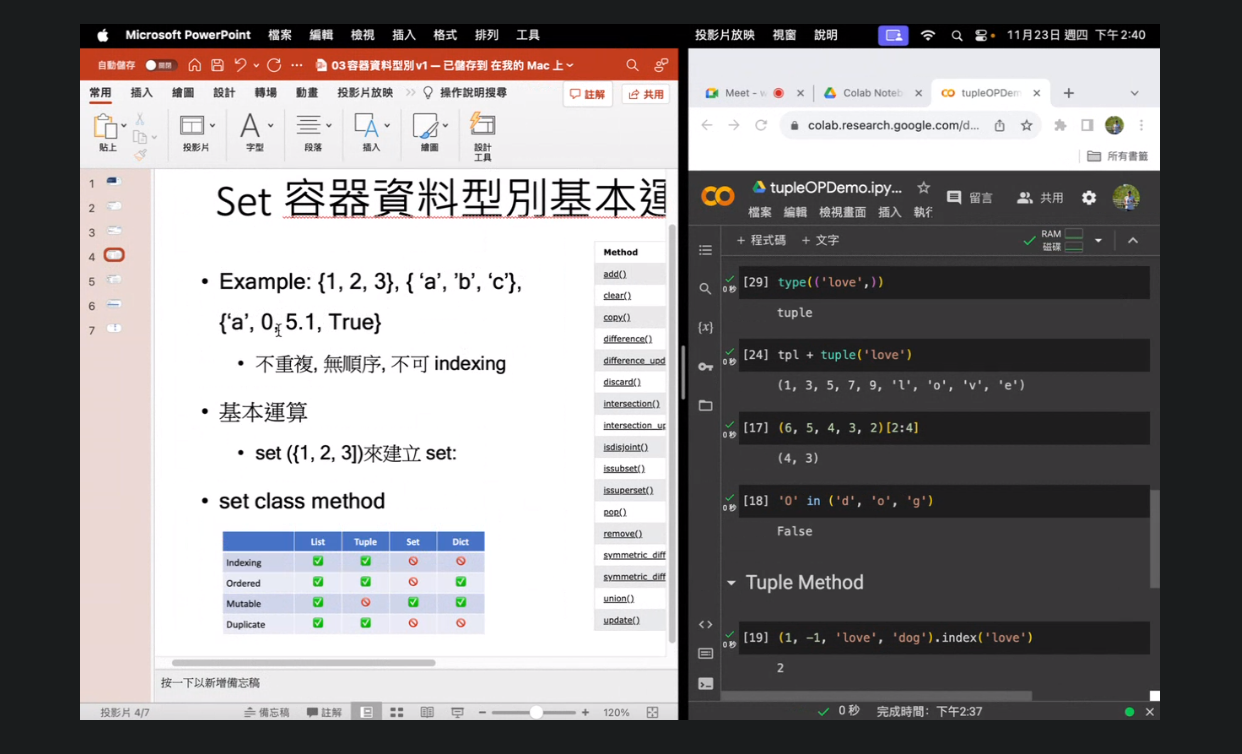 Microsoft PowerPoint 檔案 編輯 檢視 插入 格式 排列 工具
投影片放映 視窗 說明 11月23日 週四 下午2:40
自動儲存 03容器資料型別v1 — 已儲存到 在我的 Mac 上
常用 插入 繪圖 設計 轉場 動畫 投影片放映 操作說明搜尋 註解 共用
貼上 投影片 字型 段落 插入 繪圖 設計
工具
1
2
3
4
5
6
7
Set 容器資料型別基本運
• Example: {1, 2, 3}, { ‘a’, ’b’, ‘c’},
{‘a’, 0, 5.1, True}
• 不重複, 無順序, 不可 indexing
• 基本運算
• set ({1, 2, 3])來建立 set:
• set class method
List Tuple Set Dict
Indexing ✅ ✅ 🚫 🚫
Ordered ✅ ✅ 🚫 ✅
Mutable ✅ 🚫 ✅ ✅
Duplicate ✅ ✅ 🚫 🚫
Method
add()
clear()
copy()
difference()
difference_upd
discard()
intersection()
intersection_up
isdisjoint()
issubset()
issuperset()
pop()
remove()
symmetric_diff
symmetric_diff
union()
update()
按一下以新增備忘稿
投影片 4/7 備忘稿 註解 120%
Meet - Colab Noteb tupleOPDem
colab.research.google.com/d...
所有書籤
tupleOPDemo.ipy... 留言 共用
檔案 編輯 檢視畫面 插入 執行
+ 程式碼 + 文字 RAM
磁碟
0 秒 [29] type(('love',))
tuple
0 秒 [24] tpl + tuple('love')
(1, 3, 5, 7, 9, 'l', 'o', 'v', 'e')
0 秒 [17] (6, 5, 4, 3, 2)[2:4]
(4, 3)
0 秒 [18] 'O' in ('d', 'o', 'g')
False
Tuple Method
0 秒 [19] (1, -1, 'love', 'dog').index('love')
2
0 秒 完成時間： 下午2:37